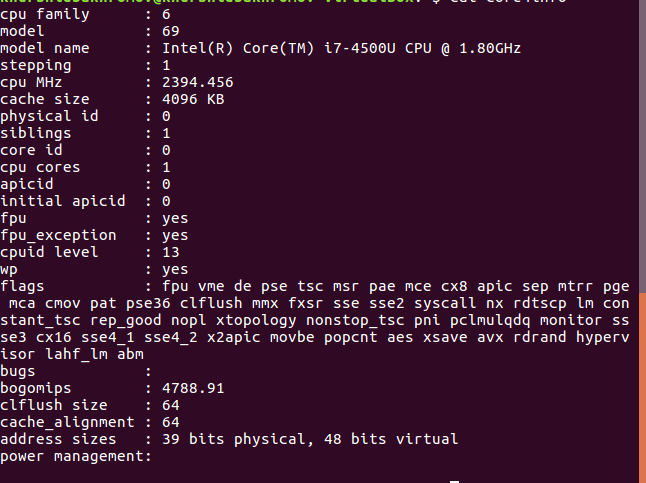 cpu family : 6
model : 69
model name : Intel(R) Core(TM) i7-4500U CPU @ 1.80GHz
stepping : 1
cpu MHz : 2394.456
cache size : 4096 KB
physical id : 0
siblings : 1
core id : 0
cpu cores : 1
apicid : 0
initial apicid : 0
fpu : yes
fpu_exception : yes
cpuid level : 13
wp : yes
flags : fpu vme de pse tsc msr pae mce cx8 apic sep mtrr pge
mca cmov pat pse36 clflush mmx fxsr sse sse2 syscall nx rdtscp lm con
stant_tsc rep_good nopl xtopology nonstop_tsc pni pclmulqdq monitor ss
se3 cx16 sse4_1 sse4_2 x2apic movbe popcnt aes xsave avx rdrand hyperv
isor lahf_lm abm
bugs :
bogomips : 4788.91
clflush size : 64
cache_alignment : 64
address sizes : 39 bits physical, 48 bits virtual
power management: